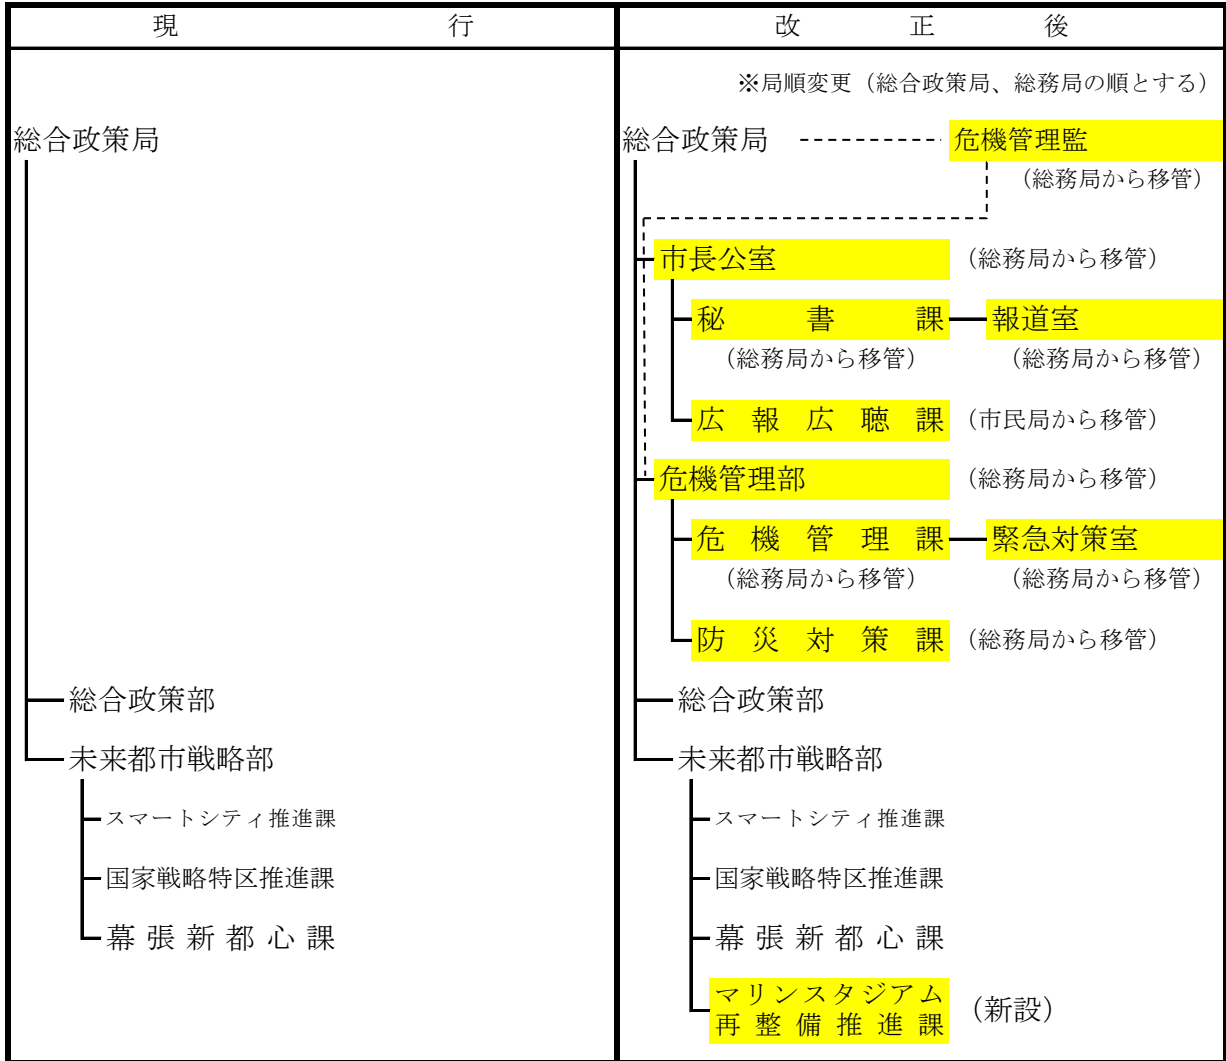 現行
改正後
※局順変更（総合政策局、総務局の順とする）
総合政策局
総合政策部
未来都市戦略部
スマートシティ推進課
国家戦略特区推進課
幕張新都心課
総合政策局 危機管理監
（総務局から移管）
市長公室 （総務局から移管）
秘書課 報道室
（総務局から移管） （総務局から移管）
広報広聴課 （市民局から移管）
危機管理部 （総務局から移管）
危機管理課 緊急対策室
（総務局から移管） （総務局から移管）
防災対策課 （総務局から移管）
総合政策部
未来都市戦略部
スマートシティ推進課
国家戦略特区推進課
幕張新都心課
マリンスタジアム
再整備推進課 （新設）